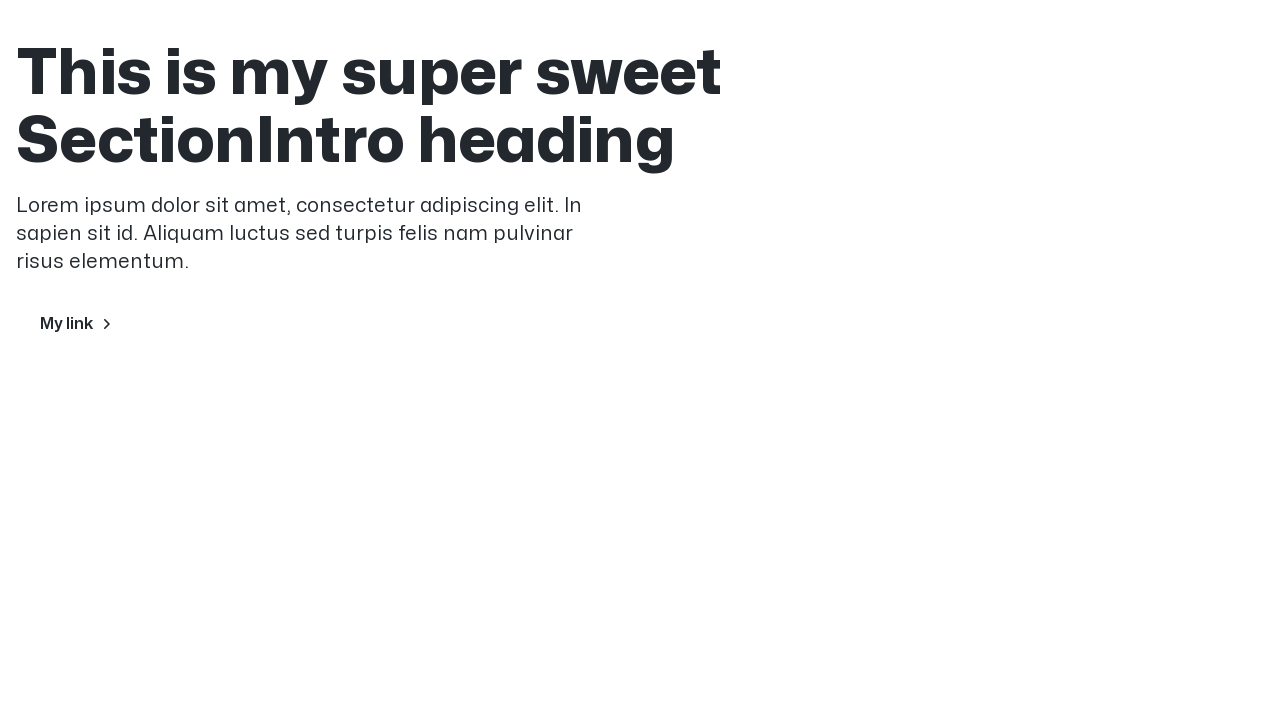 This is my super sweet
SectionIntro heading
Lorem ipsum dolor sit amet, consectetur adipiscing elit. In
sapien sit id. Aliquam luctus sed turpis felis nam pulvinar
risus elementum.
My link